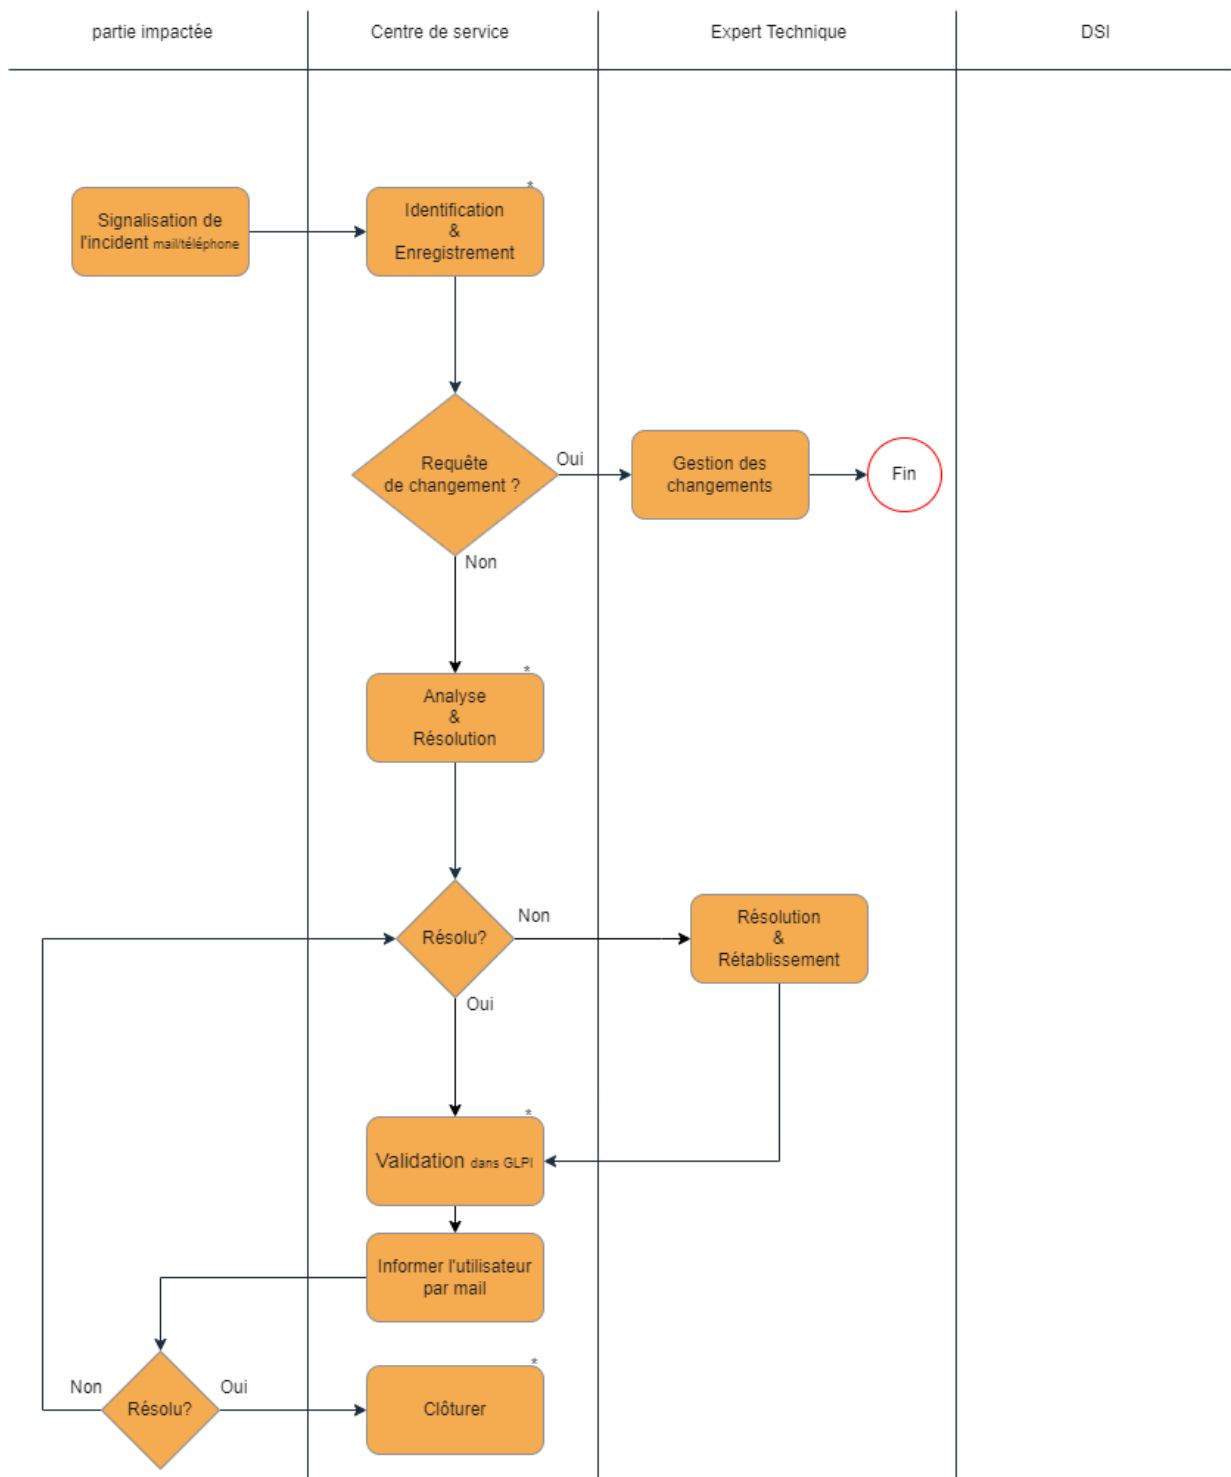 partie impactée
Centre de service
Expert Technique
DSI
*
Signalisation de
l'incident mail/téléphone
Identification
&
Enregistrement
Requête
de changement ?
Oui
Gestion des
changements
Fin
Non
*
Analyse
&
Résolution
Résolu?
Non
Résolution
&
Rétablissement
Oui
*
Validation dans GLPI
Informer l'utilisateur
par mail
*
Non
Résolu?
Oui
Clôturer